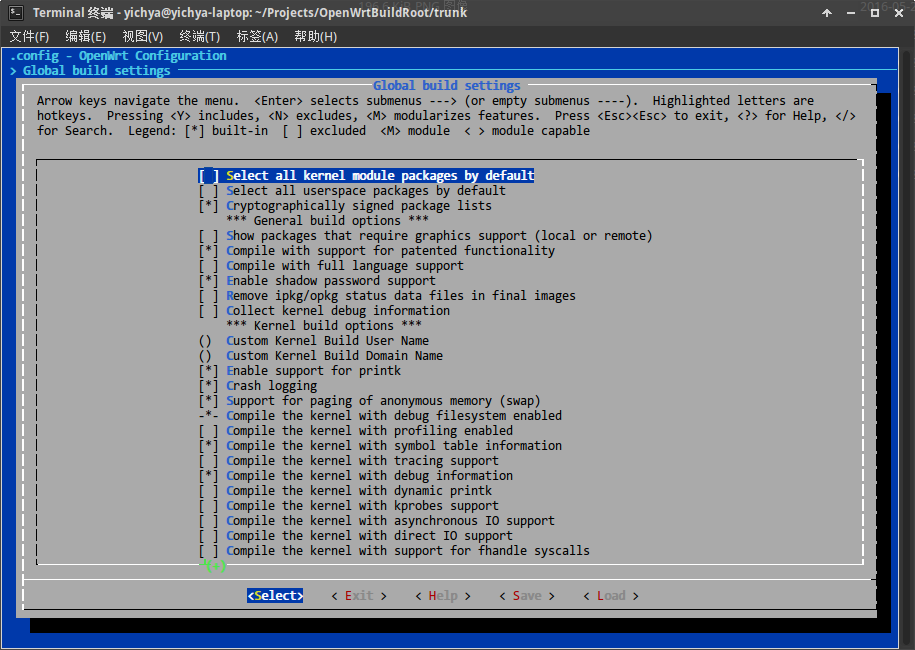 Terminal 终端 - yichya@yichya-laptop: ~/Projects/OpenWrtBuildRoot/trunk
文件(F) 编辑(E) 视图(V) 终端(T) 标签(A) 帮助(H)
.config - OpenWrt Configuration
> Global build settings
Global build settings
Arrow keys navigate the menu. <Enter> selects submenus ---> (or empty submenus ----). Highlighted letters are
hotkeys. Pressing <Y> includes, <N> excludes, <M> modularizes features. Press <Esc><Esc> to exit, <?> for Help, </>
for Search. Legend: [*] built-in [ ] excluded <M> module < > module capable
[ ] Select all kernel module packages by default
[ ] Select all userspace packages by default
[*] Cryptographically signed package lists
*** General build options ***
[ ] Show packages that require graphics support (local or remote)
[*] Compile with support for patented functionality
[ ] Compile with full language support
[*] Enable shadow password support
[ ] Remove ipkg/opkg status data files in final images
[ ] Collect kernel debug information
*** Kernel build options ***
() Custom Kernel Build User Name
() Custom Kernel Build Domain Name
[*] Enable support for printk
[*] Crash logging
[*] Support for paging of anonymous memory (swap)
-*- Compile the kernel with debug filesystem enabled
[ ] Compile the kernel with profiling enabled
[*] Compile the kernel with symbol table information
[ ] Compile the kernel with tracing support
[*] Compile the kernel with debug information
[ ] Compile the kernel with dynamic printk
[ ] Compile the kernel with kprobes support
[ ] Compile the kernel with asynchronous IO support
[ ] Compile the kernel with direct IO support
[ ] Compile the kernel with support for fhandle syscalls
(+)
<Select> < Exit > < Help > < Save > < Load >